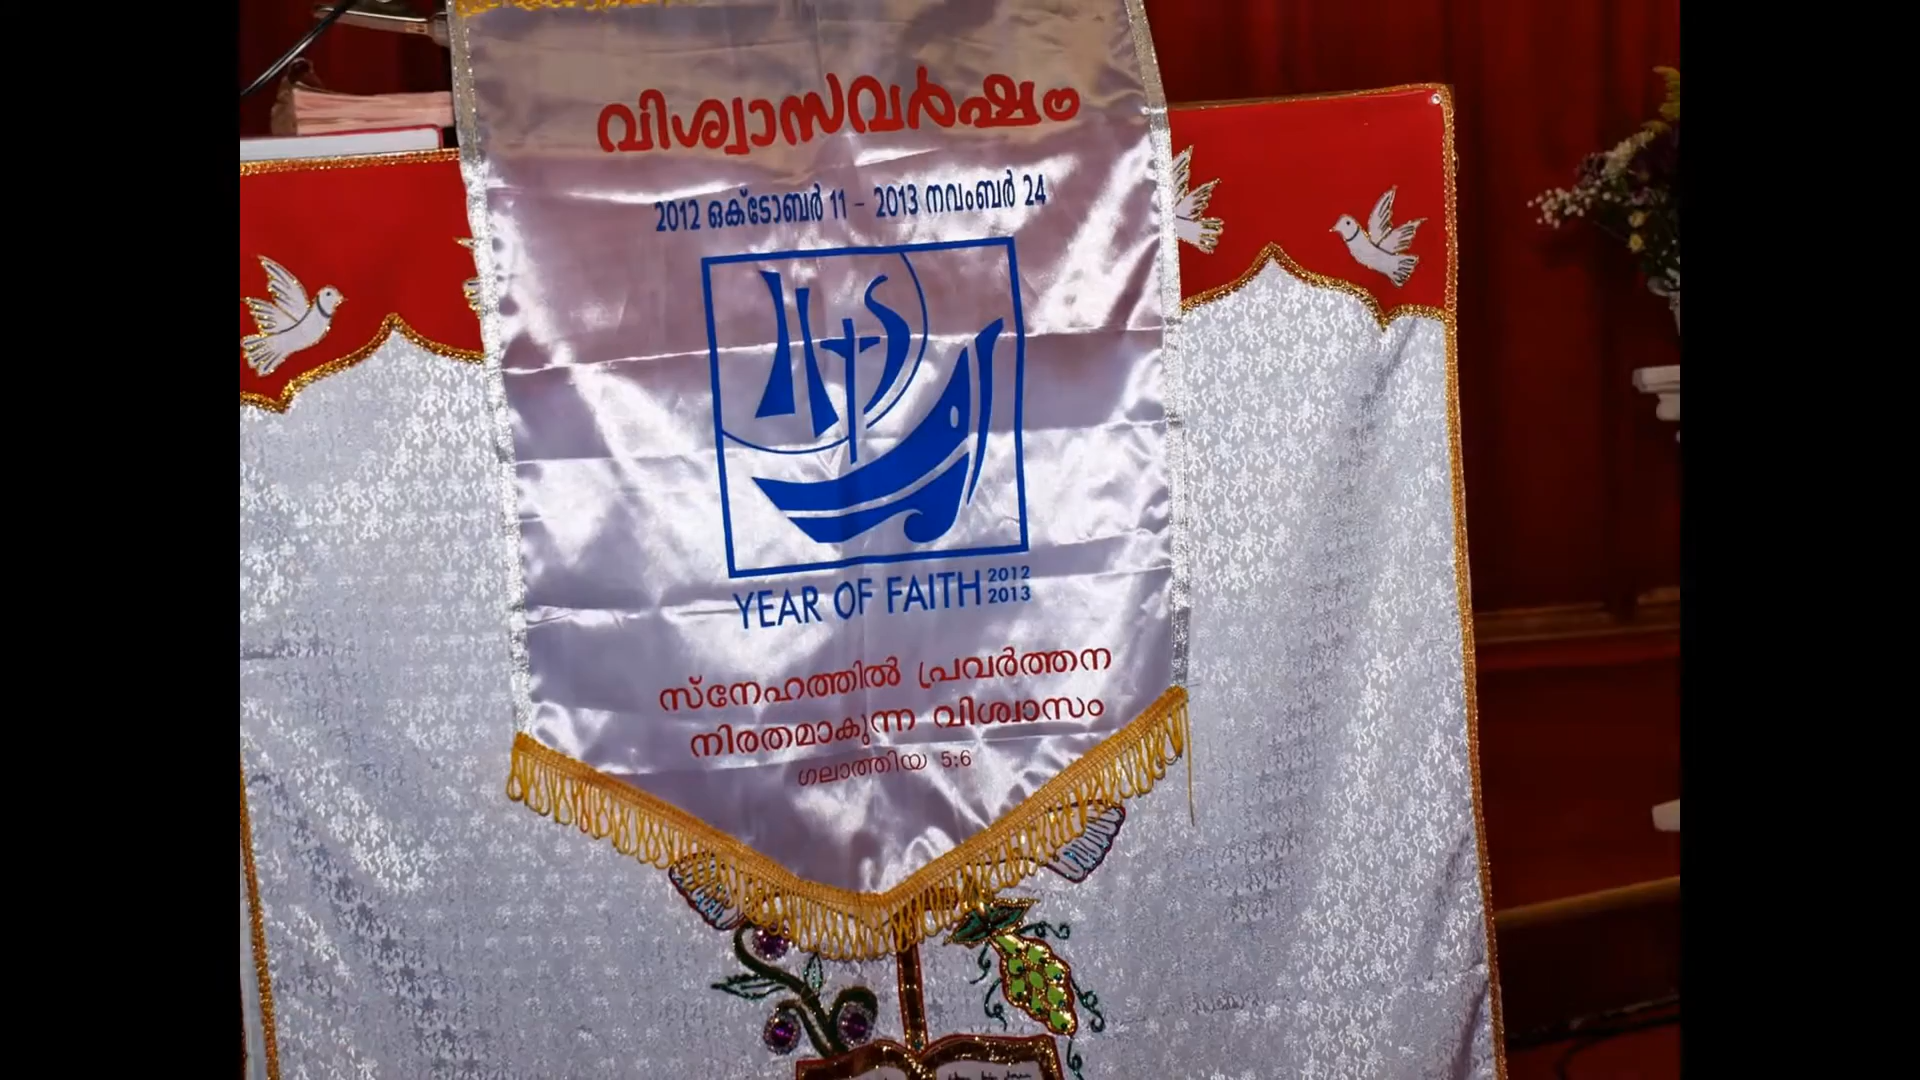 വിശ്വാസവർഷം
2012 ഒക്ടോബർ 11 - 2013 നവംബർ 24
YEAR OF FAITH 2012
2013
സ്നേഹത്തിൽ പ്രവർത്തന
നിരതമാകുന്ന വിശ്വാസം
ഗലാത്തിയ 5:6